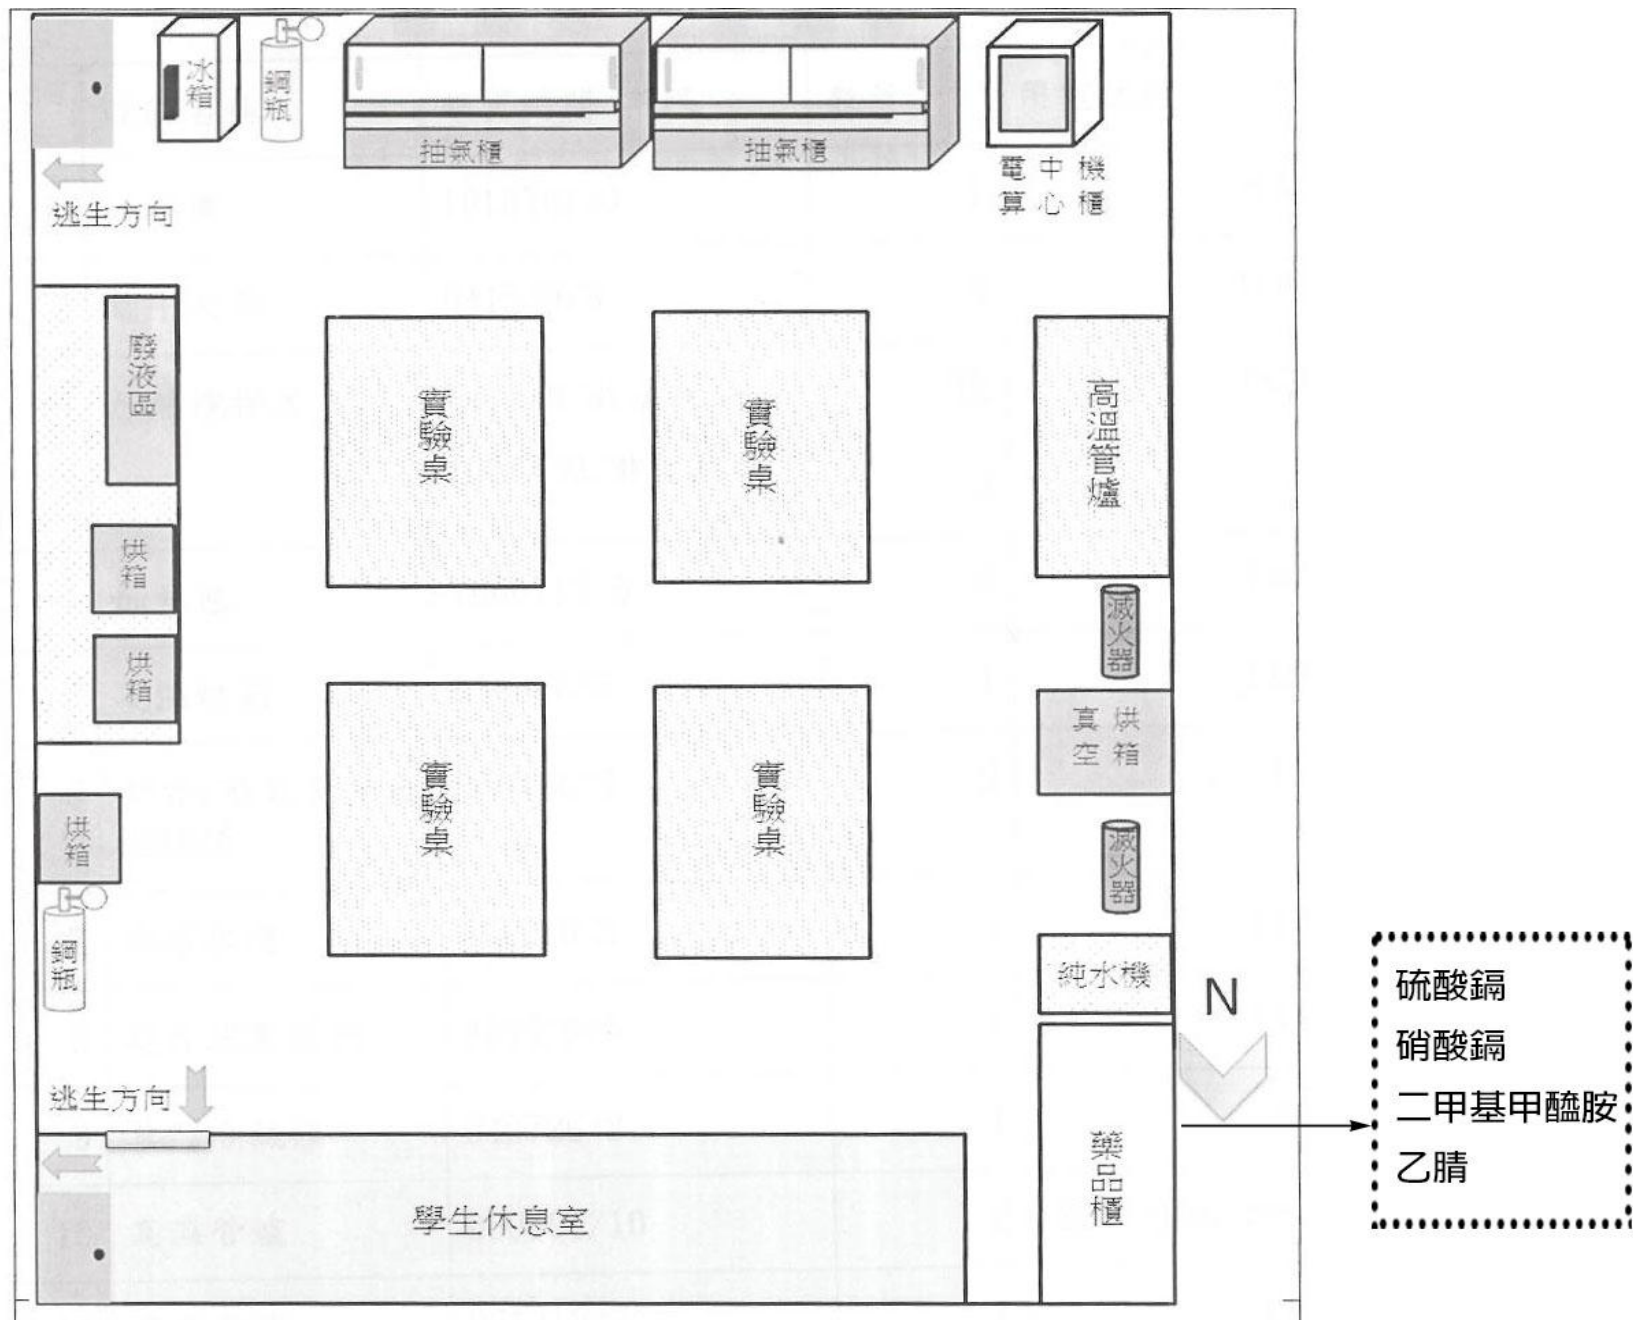 冰箱
鋼瓶
抽氣櫃
抽氣櫃
電算中心機櫃
逃生方向
廢液區
實驗桌
實驗桌
高溫管爐
烘箱
滅火器
烘箱
真空烘箱
實驗桌
實驗桌
烘箱
滅火器
鋼瓶
純水機
N
硫酸鎘
硝酸鎘
二甲基甲醯胺
乙腈
逃生方向
藥品櫃
學生休息室